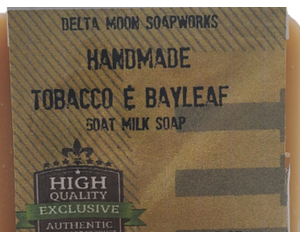 DELTA MOON SOAPWORKS
HANDMADE
TOBACCO & BAYLEAF
GOAT MILK SOAP
HIGH
QUALITY
EXCLUSIVE
AUTHENTIC